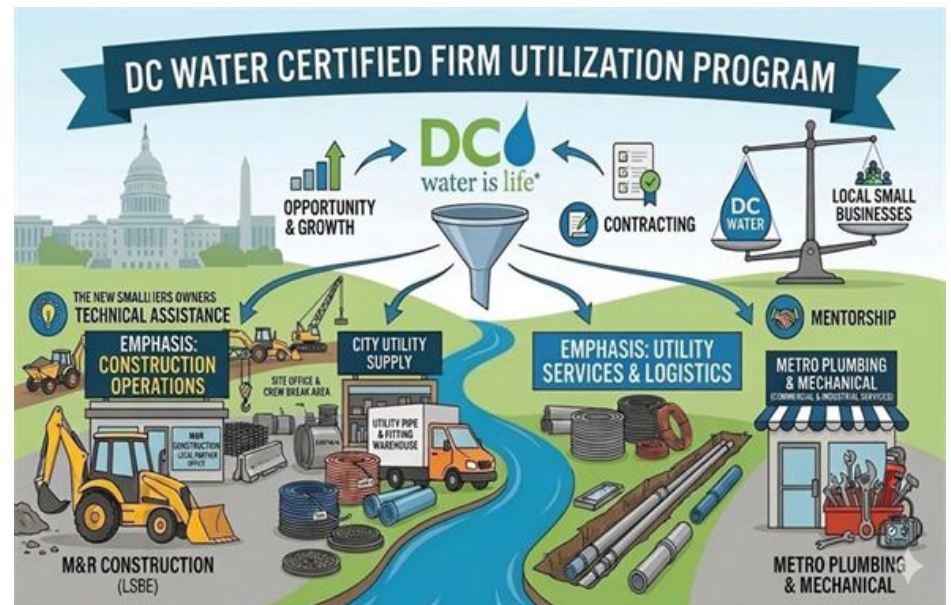 DC WATER CERTIFIED FIRM UTILIZATION PROGRAM
DC
water is life*
OPPORTUNITY
& GROWTH
CONTRACTING
DC
WATER
LOCAL SMALL
BUSINESSES
THE NEW SMALLIERS OWNERS
TECHNICAL ASSISTANCE
EMPHASIS:
CONSTRUCTION
OPERATIONS
SITE OFFICE &
CREW BREAK AREA
CITY UTILITY
SUPPLY
UTILITY PIPE
& FITTING
WAREHOUSE
EMPHASIS: UTILITY
SERVICES & LOGISTICS
MENTORSHIP
METRO PLUMBING
& MECHANICAL
(COMMERCIAL & INDUSTRIAL SERVICES)
M&R
CONSTRUCTION
LOCAL PARTNER
OFFICE
M&R CONSTRUCTION
(LSBE)
METRO PLUMBING
& MECHANICAL